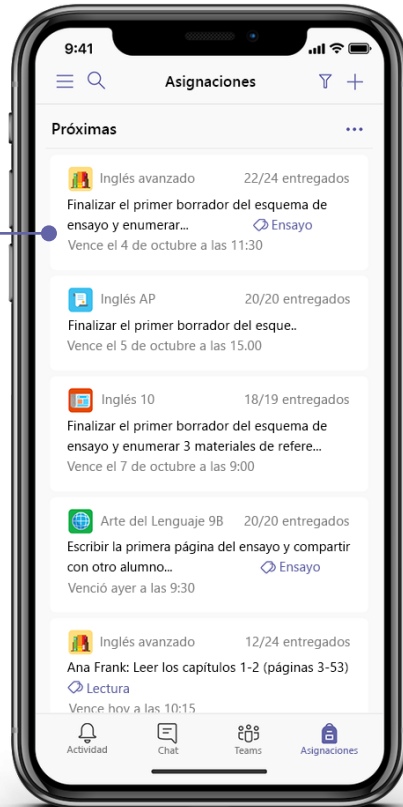 9:41
Asignaciones
Próximas
Inglés avanzado 22/24 entregados
Finalizar el primer borrador del esquema de
ensayo y enumerar... Ensayo
Vence el 4 de octubre a las 11:30
Inglés AP 20/20 entregados
Finalizar el primer borrador del esque..
Vence el 5 de octubre a las 15.00
Inglés 10 18/19 entregados
Finalizar el primer borrador del esquema de
ensayo y enumerar 3 materiales de refere...
Vence el 7 de octubre a las 9:00
Arte del Lenguaje 9B 20/20 entregados
Escribir la primera página del ensayo y compartir
con otro alumno... Ensayo
Venció ayer a las 9:30
Inglés avanzado 12/24 entregados
Ana Frank: Leer los capítulos 1-2 (páginas 3-53)
Lectura
Vence hoy a las 10:15
Actividad Chat Teams Asignaciones